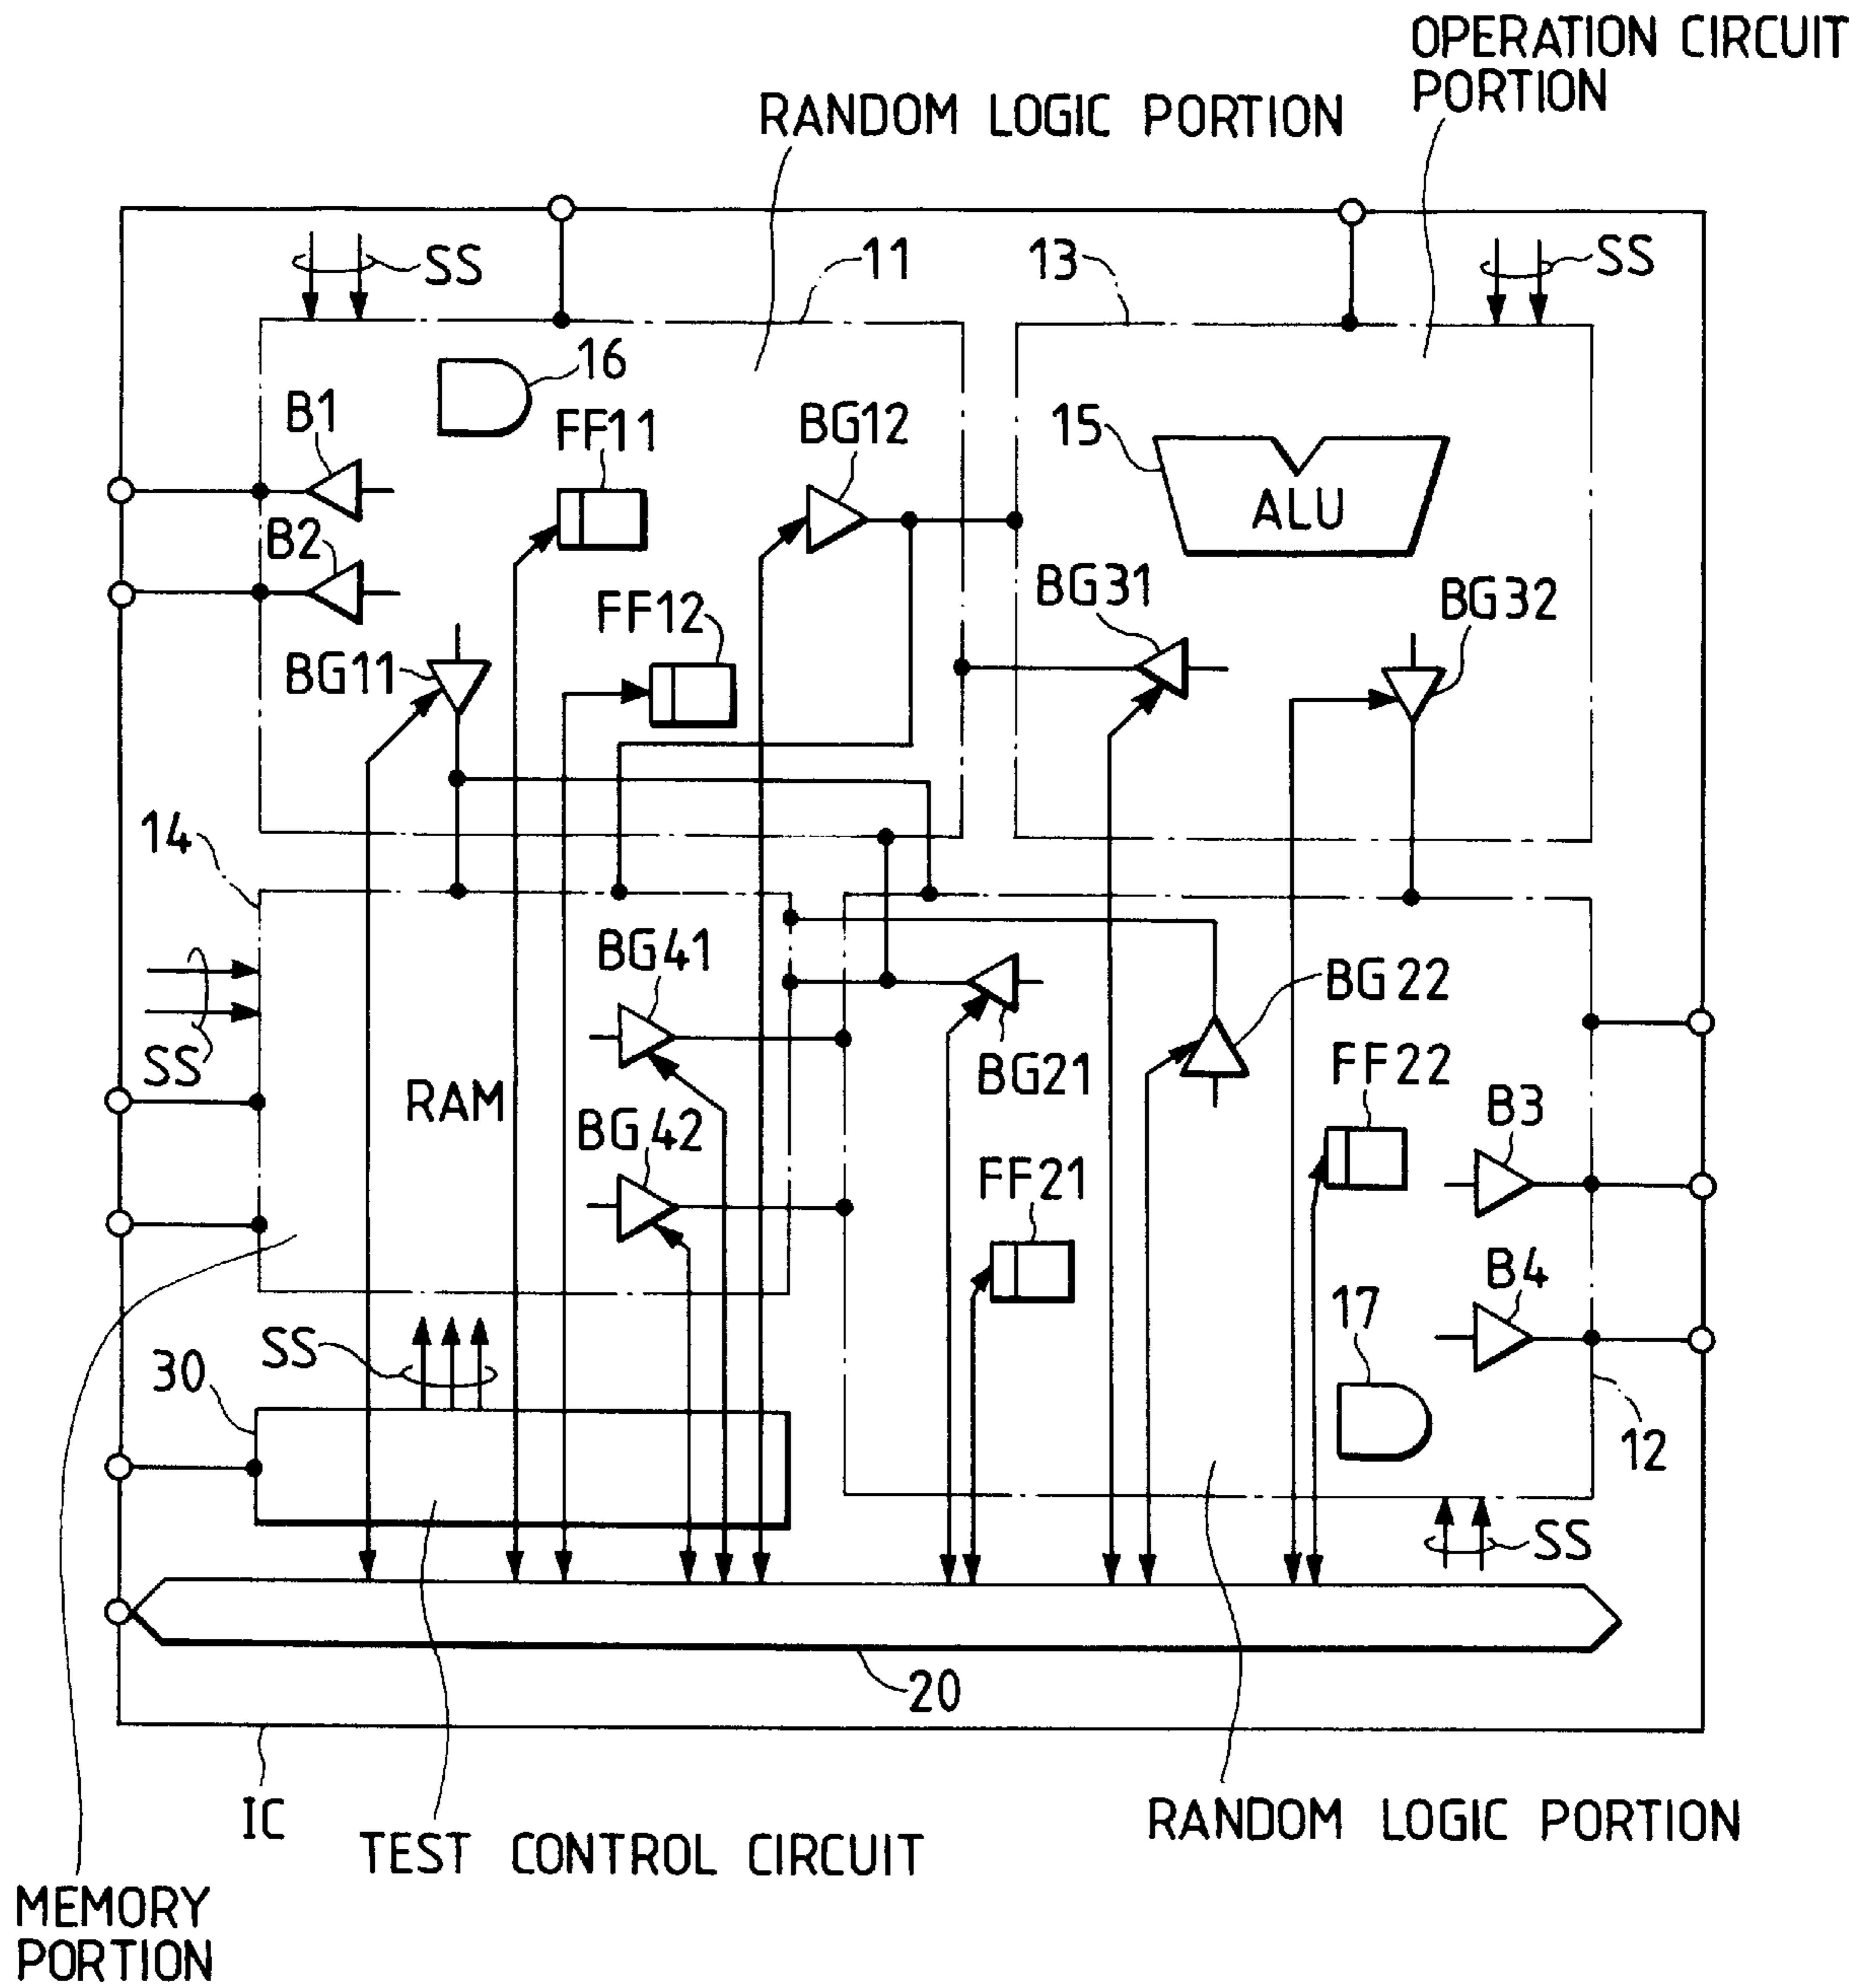 OPERATION CIRCUIT
PORTION
RANDOM LOGIC PORTION
SS
11
13
SS
16
B1
FF11
BG12
15
ALU
B2
BG31
BG32
FF12
BG11
14
BG41
BG22
SS
RAM
BG21
FF22
B3
BG42
FF21
B4
17
SS
30
12
SS
20
IC
RANDOM LOGIC PORTION
TEST CONTROL CIRCUIT
MEMORY
PORTION